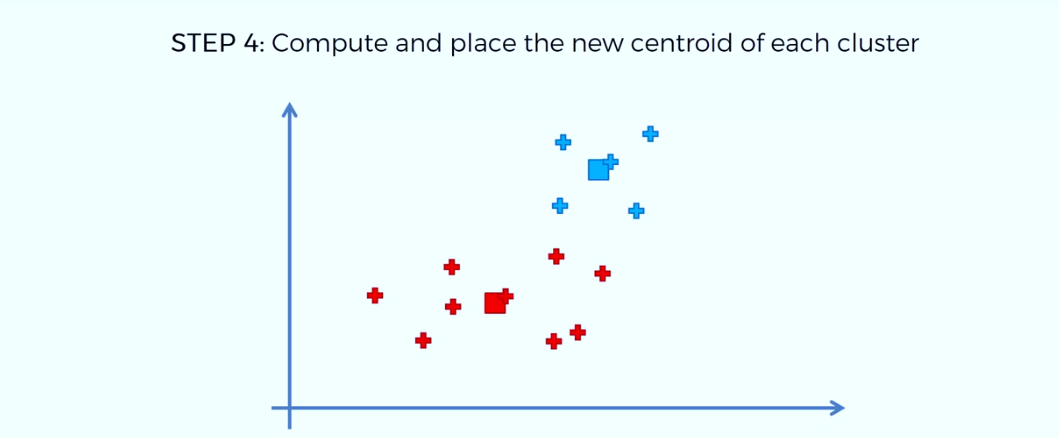 STEP 4: Compute and place the new centroid of each cluster